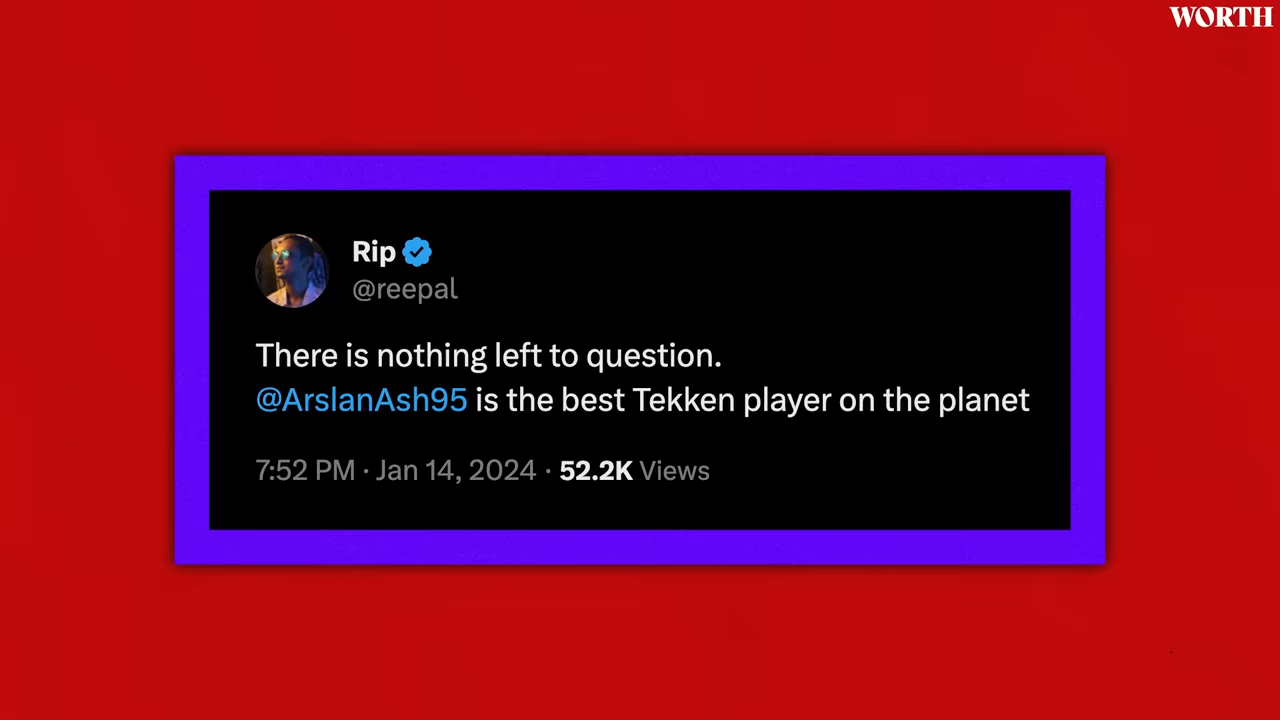 WORTH
Rip
@reepal
There is nothing left to question.
@ArslanAsh95 is the best Tekken player on the planet
7:52 PM · Jan 14, 2024 · 52.2K Views